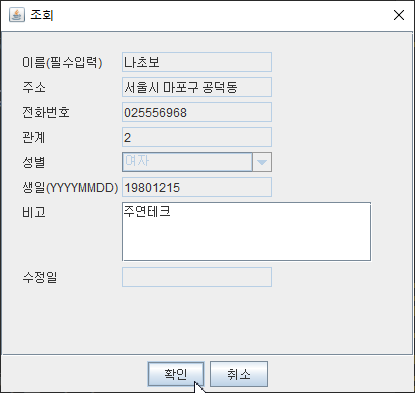 조회
이름(필수입력) 나초보
주소 서울시 마포구 공덕동
전화번호 025556968
관계 2
성별 여자
생일(YYYYMMDD) 19801215
비고 주연테크
수정일
확인 취소